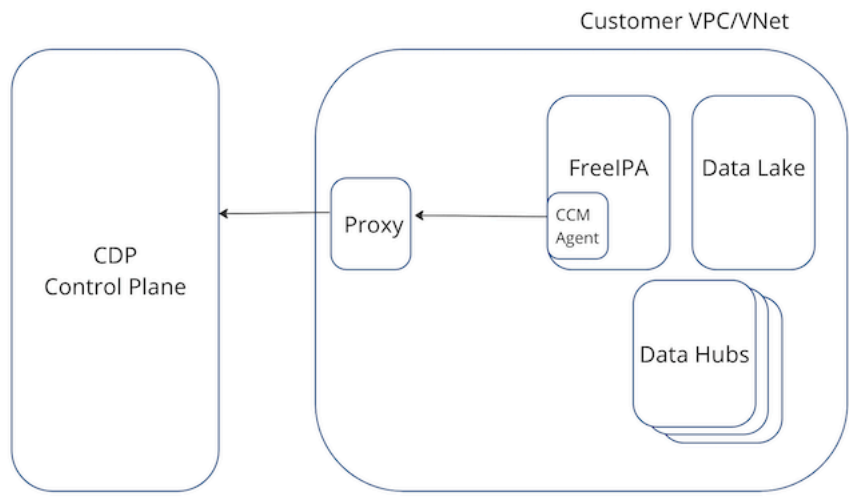 Customer VPC/VNet
CDP
Control Plane
Proxy
FreeIPA
CCM
Agent
Data Lake
Data Hubs